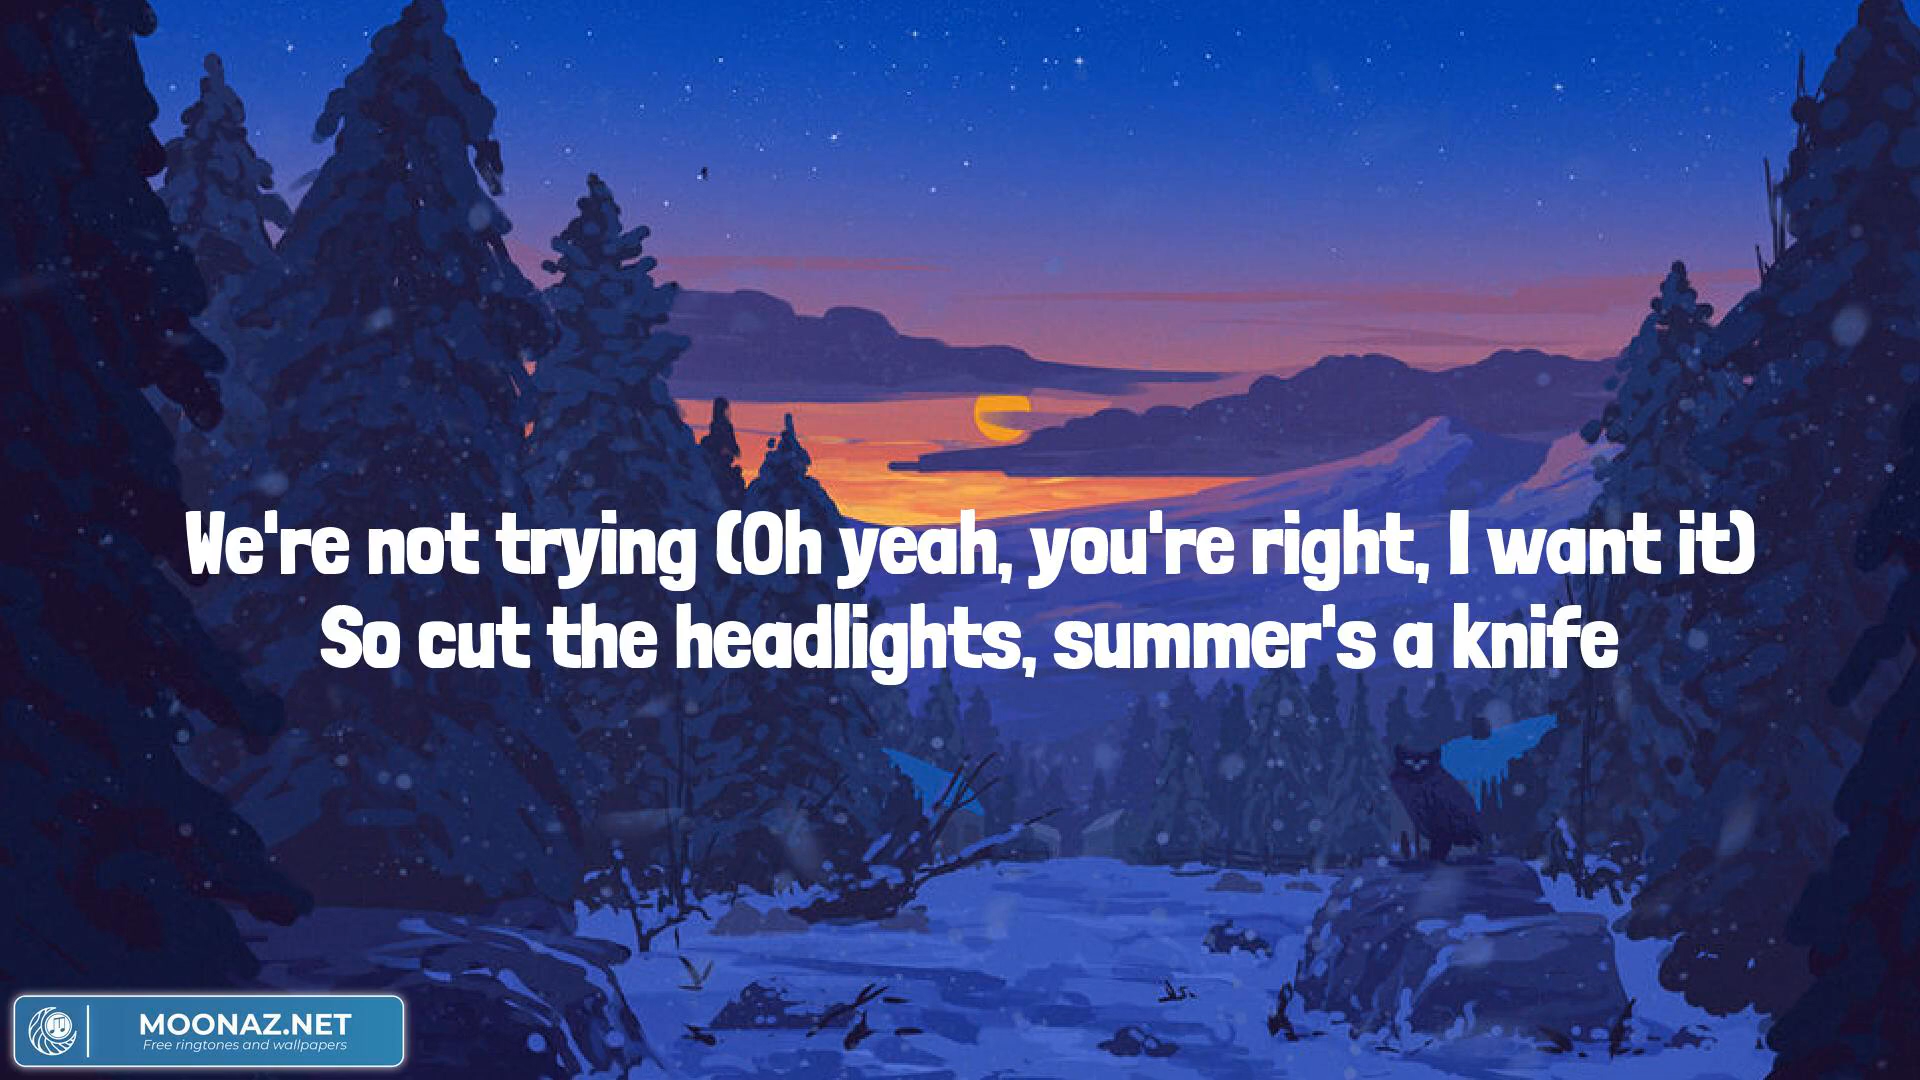 We're not trying (Oh yeah, you're right, I want it)
So cut the headlights, summer's a knife
MOONAZ.NET
Free ringtones and wallpapers